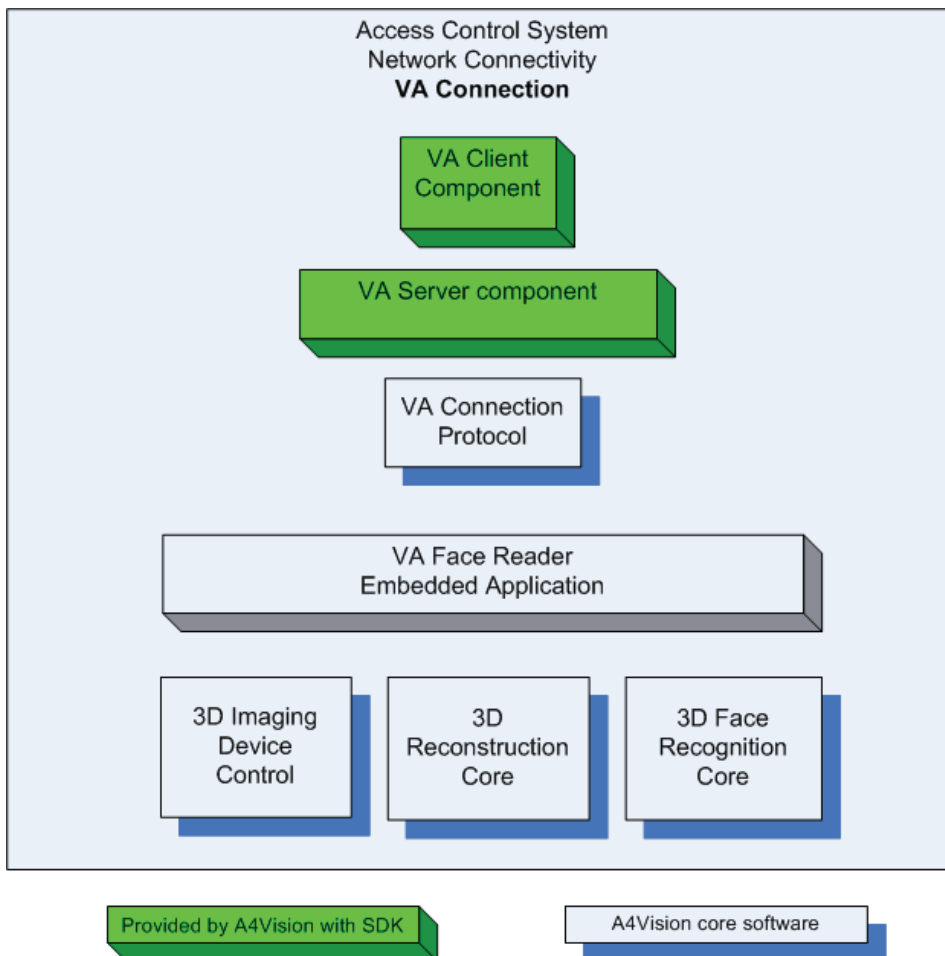 Access Control System
Network Connectivity
VA Connection
VA Client
Component
VA Server component
VA Connection
Protocol
VA Face Reader
Embedded Application
3D Imaging
Device
Control
3D
Reconstruction
Core
3D Face
Recognition
Core
Provided by A4Vision with SDK
A4Vision core software